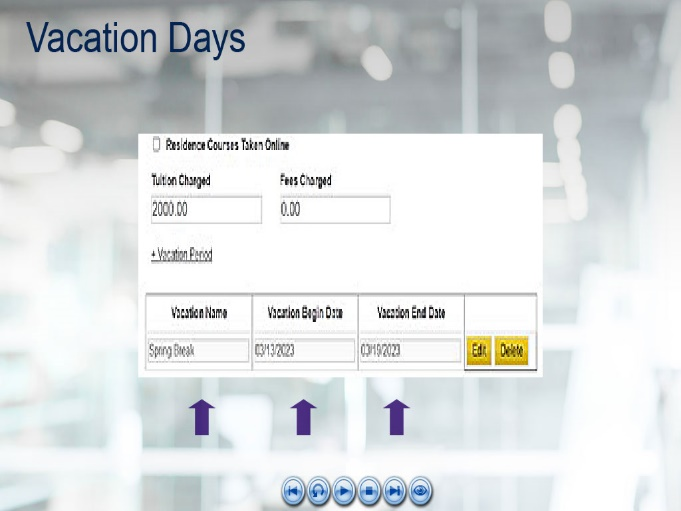 Vacation Days
Residence Courses Taken Online
Tuition Charged Fees Charged
2000.00 0.00
+ Vacation Period
Vacation Name Vacation Begin Date Vacation End Date
Spring Break 03/13/2023 03/19/2023 Edit Delete